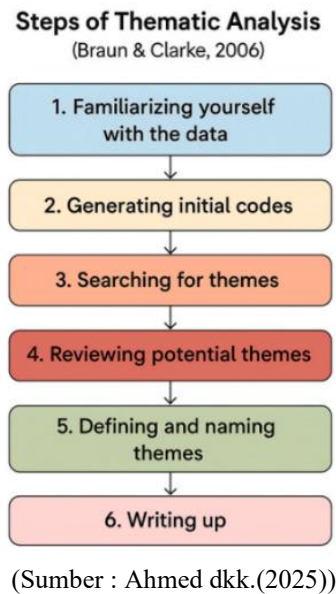 Steps of Thematic Analysis
(Braun & Clarke, 2006)
1. Familiarizing yourself
with the data
2. Generating initial codes
3. Searching for themes
4. Reviewing potential themes
5. Defining and naming
themes
6. Writing up
(Sumber : Ahmed dkk.(2025))